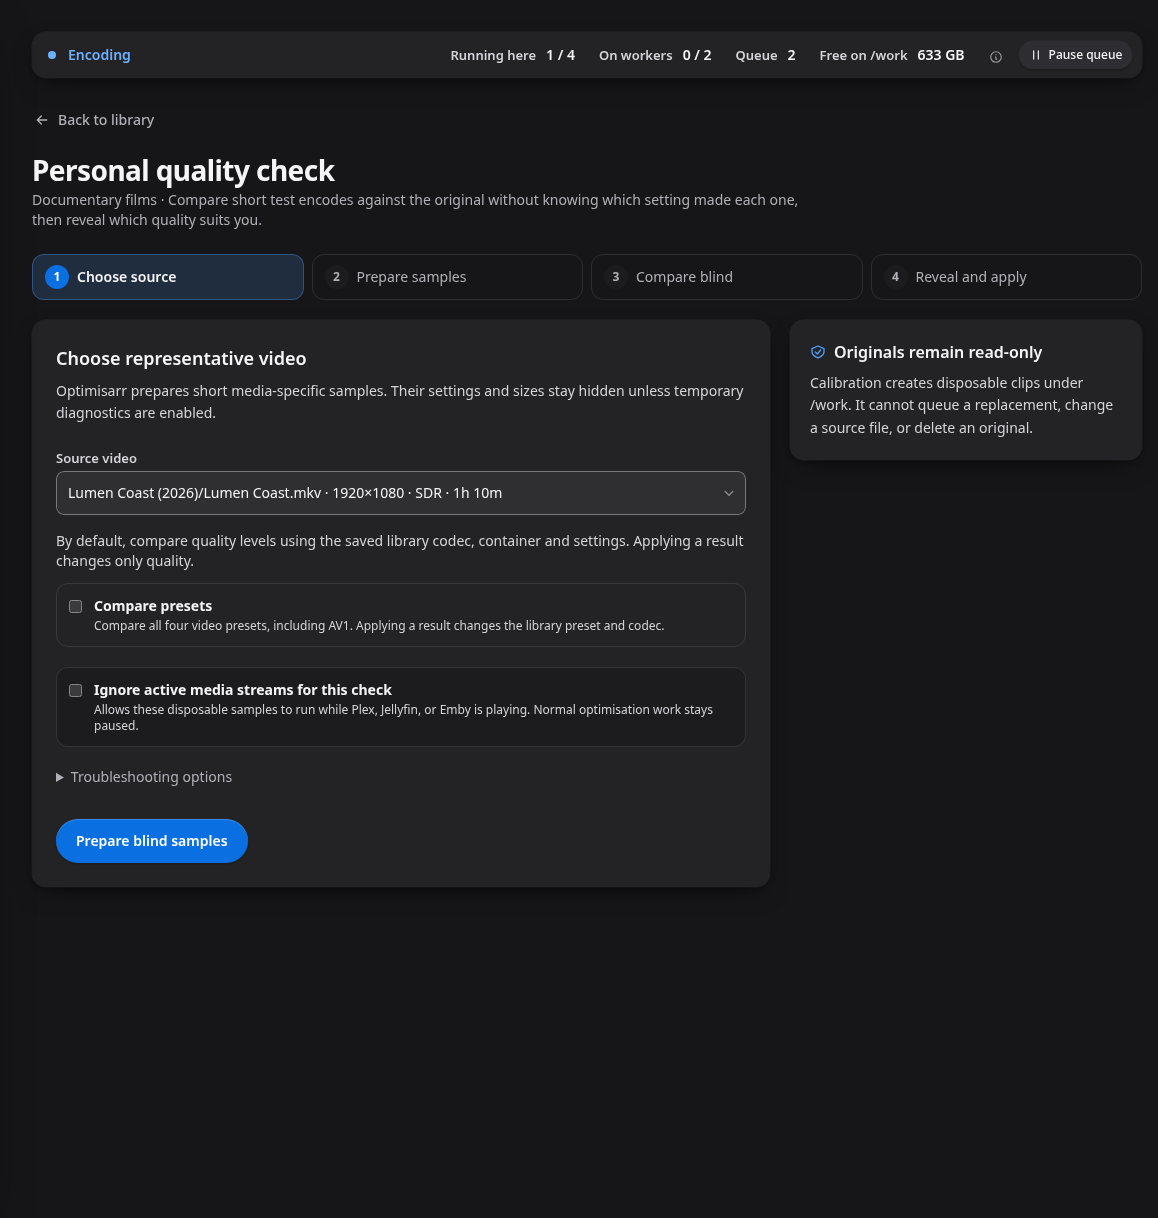 Encoding
Running here 1 / 4 On workers 0 / 2 Queue 2 Free on /work 633 GB Pause queue
Back to library
Personal quality check
Documentary films · Compare short test encodes against the original without knowing which setting made each one,
then reveal which quality suits you.
1 Choose source
2 Prepare samples
3 Compare blind
4 Reveal and apply
Choose representative video
Optimisarr prepares short media-specific samples. Their settings and sizes stay hidden unless temporary
diagnostics are enabled.
Source video
Lumen Coast (2026)/Lumen Coast.mkv · 1920×1080 · SDR · 1h 10m
By default, compare quality levels using the saved library codec, container and settings. Applying a result
changes only quality.
Compare presets
Compare all four video presets, including AV1. Applying a result changes the library preset and codec.
Ignore active media streams for this check
Allows these disposable samples to run while Plex, Jellyfin, or Emby is playing. Normal optimisation work stays
paused.
Troubleshooting options
Prepare blind samples
Originals remain read-only
Calibration creates disposable clips under
/work. It cannot queue a replacement, change
a source file, or delete an original.